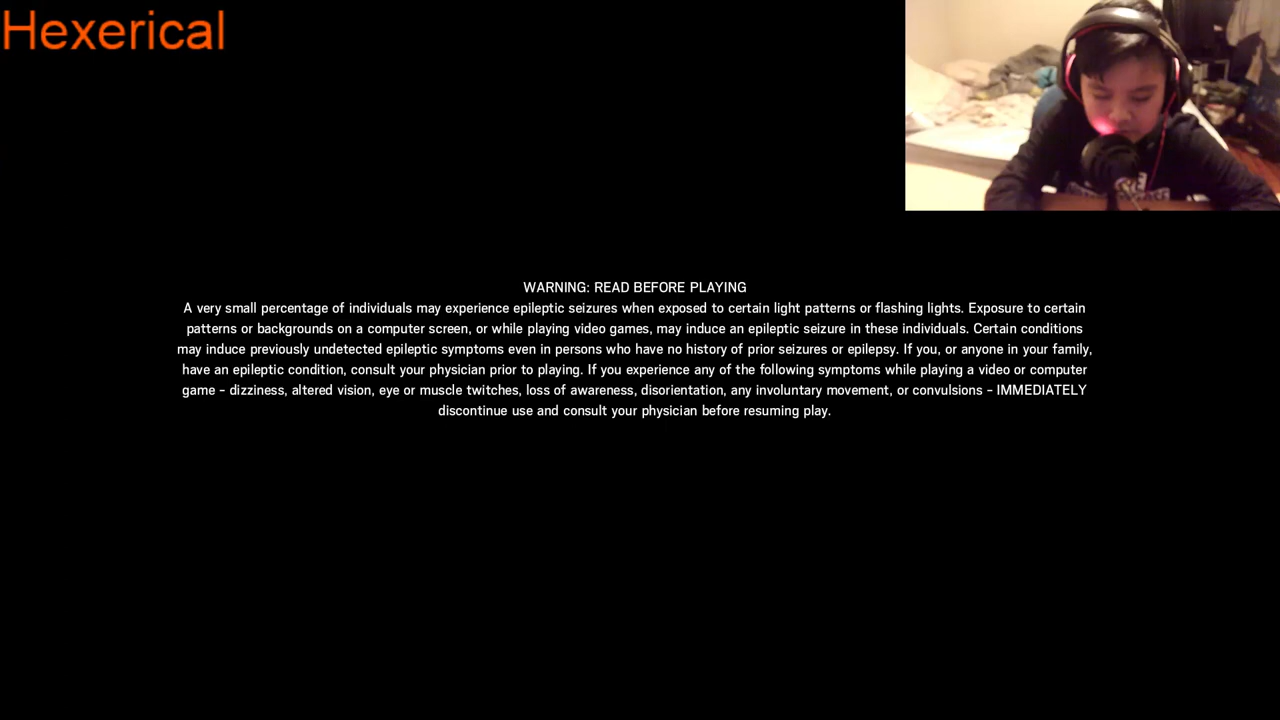 Hexerical
WARNING: READ BEFORE PLAYING
A very small percentage of individuals may experience epileptic seizures when exposed to certain light patterns or flashing lights. Exposure to certain
patterns or backgrounds on a computer screen, or while playing video games, may induce an epileptic seizure in these individuals. Certain conditions
may induce previously undetected epileptic symptoms even in persons who have no history of prior seizures or epilepsy. If you, or anyone in your family,
have an epileptic condition, consult your physician prior to playing. If you experience any of the following symptoms while playing a video or computer
game - dizziness, altered vision, eye or muscle twitches, loss of awareness, disorientation, any involuntary movement, or convulsions - IMMEDIATELY
discontinue use and consult your physician before resuming play.